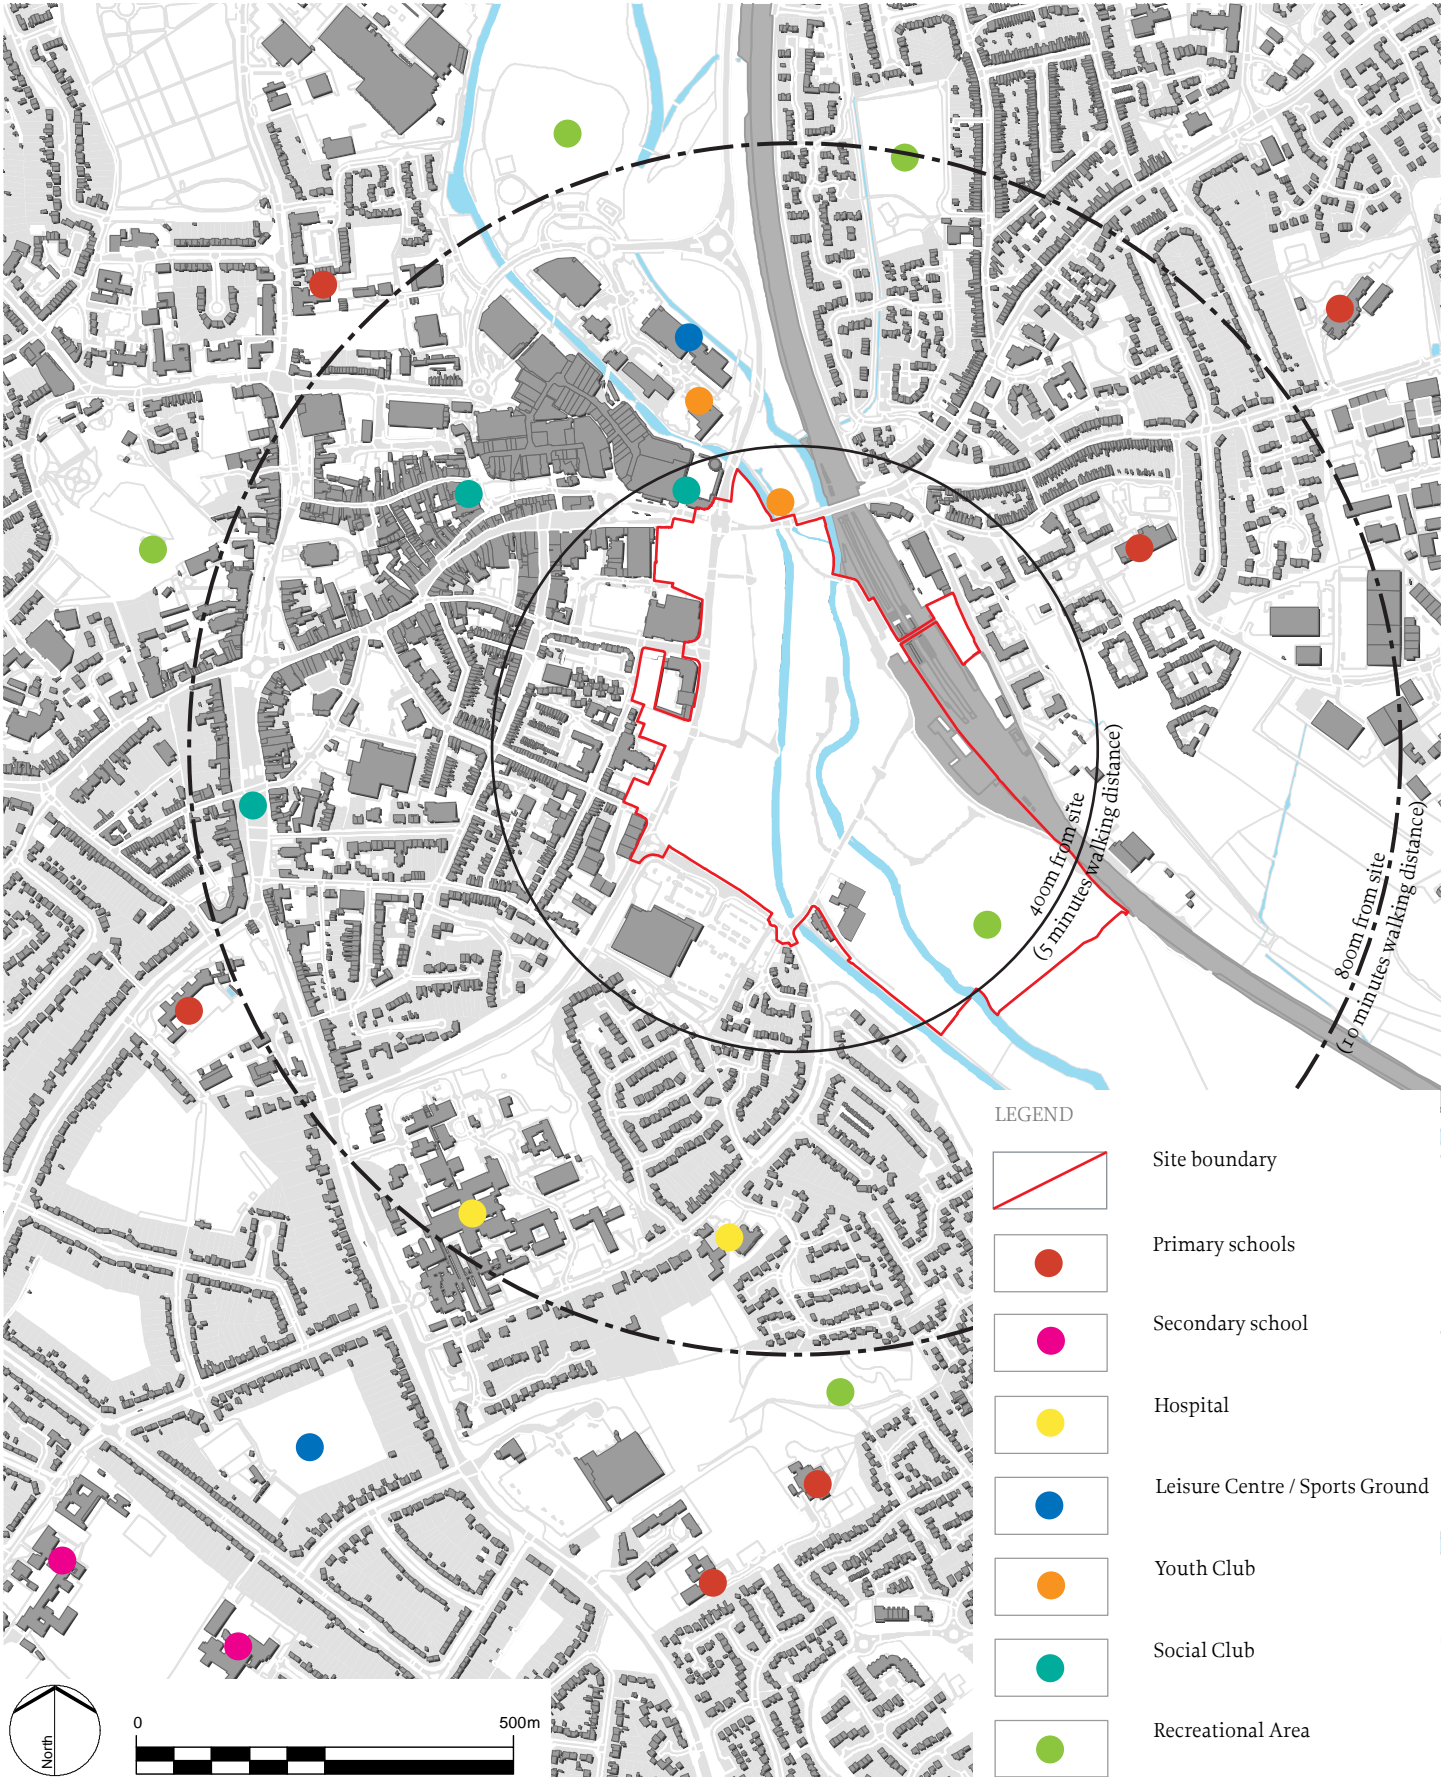 400m from site
(5 minutes walking distance)
800m from site
(10 minutes walking distance)
LEGEND
Site boundary
Primary schools
Secondary school
Hospital
Leisure Centre / Sports Ground
Youth Club
Social Club
Recreational Area
North
0 500m